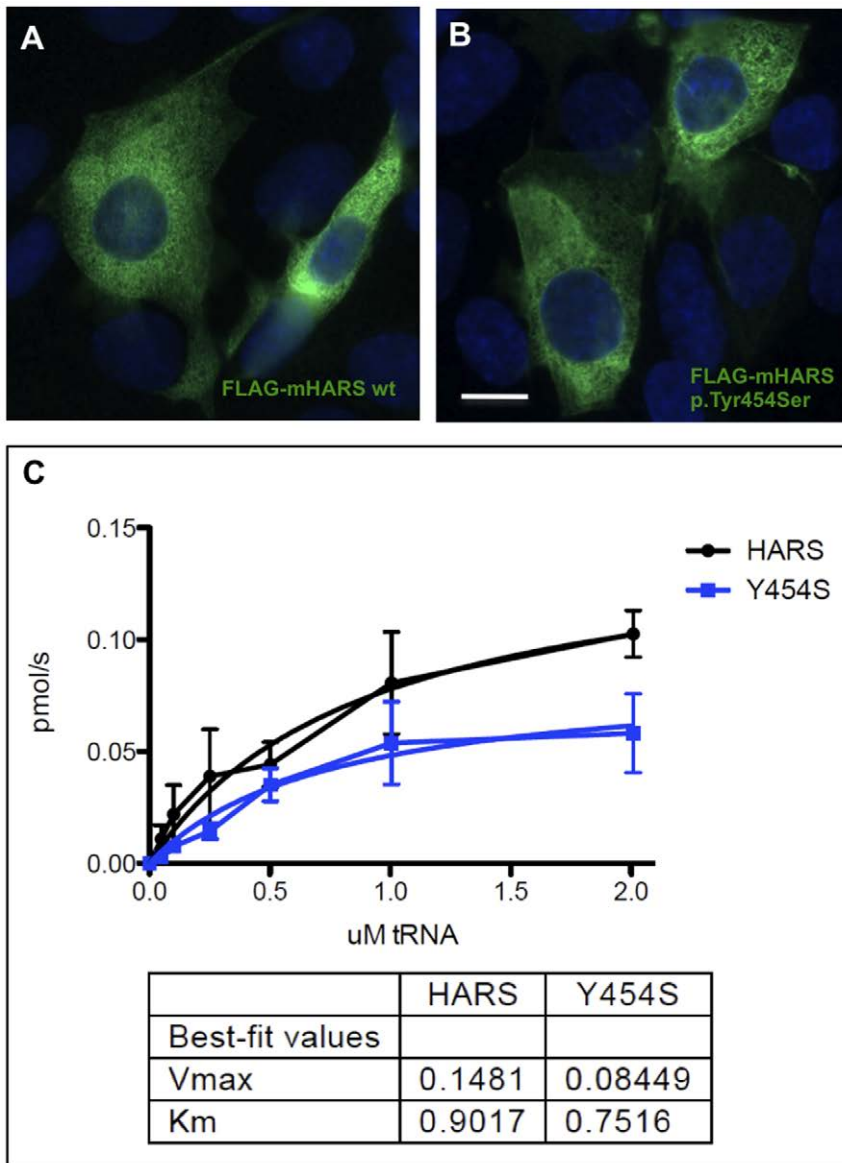 A
B
FLAG-mHARS wt
FLAG-mHARS
p.Tyr454Ser
C
0.15
0.10
0.05
0.00
pmol/s
0.0 0.5 1.0 1.5 2.0
uM tRNA
HARS
Y454S
HARS Y454S
Best-fit values
Vmax 0.1481 0.08449
Km 0.9017 0.7516